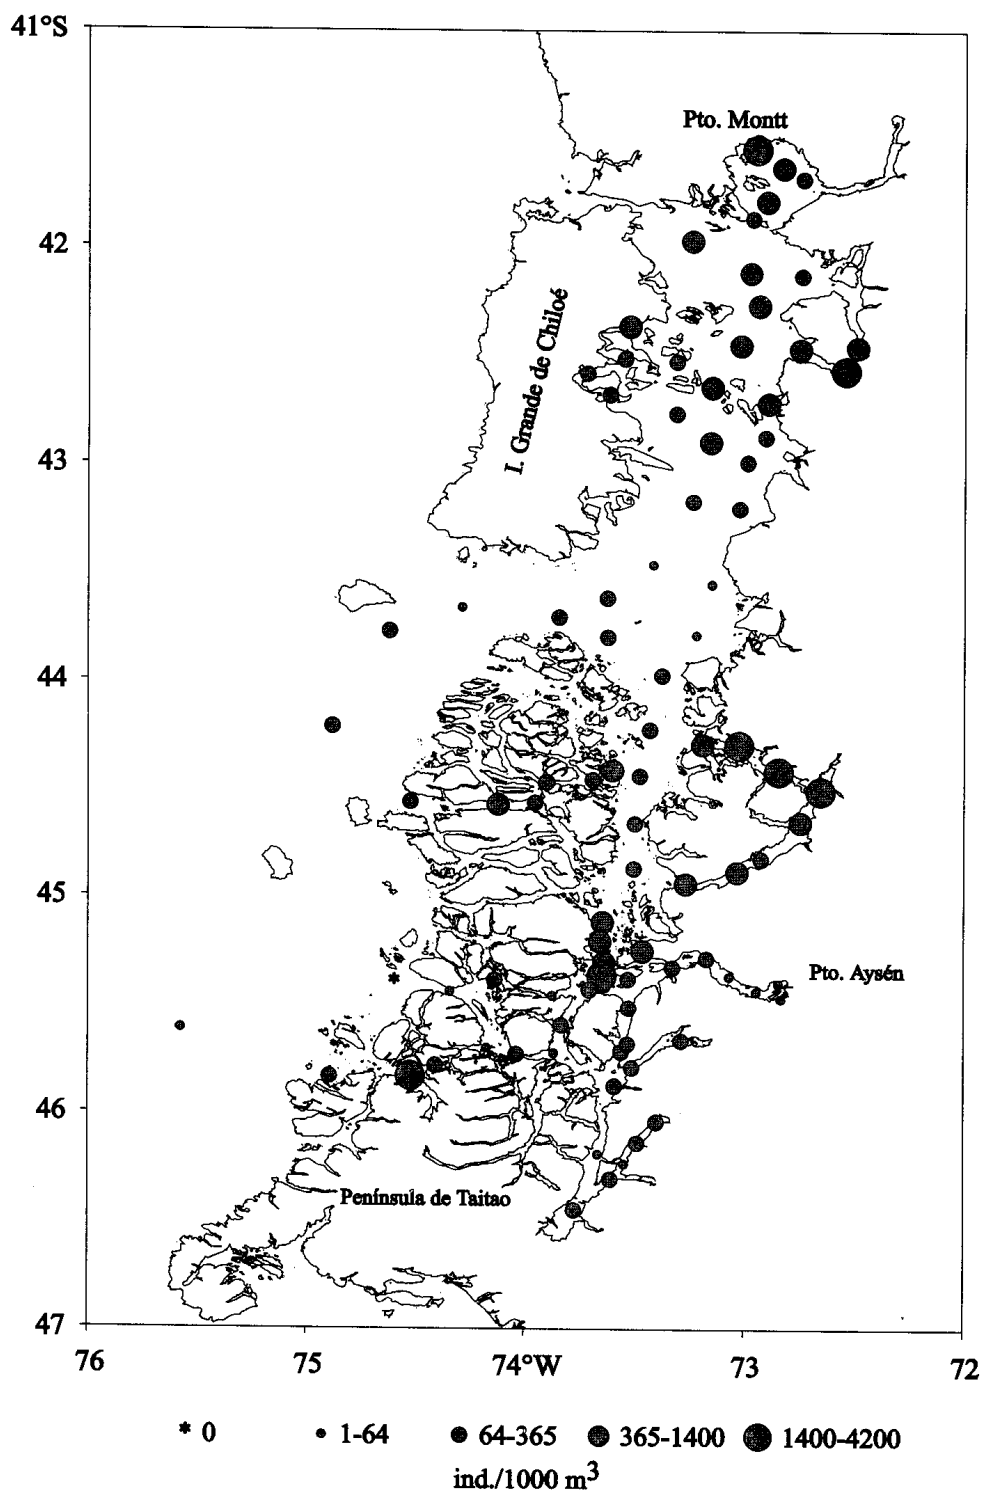 41°S
Pto. Montt
42
I. Grande de Chiloé
43
44
45
Pto. Aysén
46
Península de Taitao
47
76 75 74°W 73 72
* 0 1-64 64-365 365-1400 1400-4200
ind./1000 m³